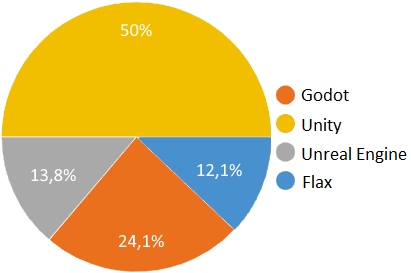 50%
Godot
Unity
Unreal Engine
Flax
13,8%
12,1%
24,1%